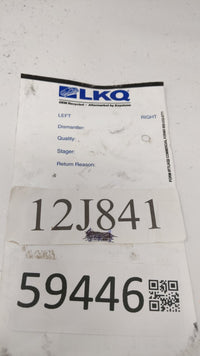 LKQ
OEM Recycled • Aftermarket by Keystone
LEFT RIGHT
Dismantler:
Quality:
Stager:
Return Reason:
12J841
59446